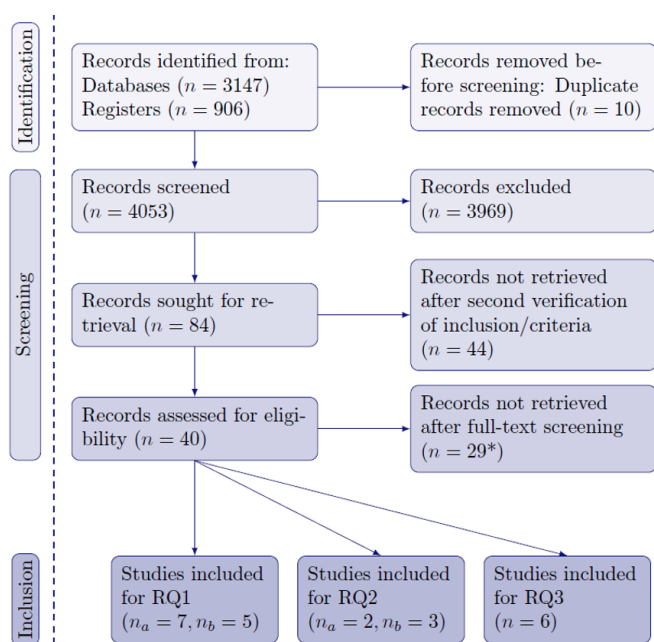 Identification
Records identified from:
Databases (n = 3147)
Registers (n = 906)
Records removed be-
fore screening: Duplicate
records removed (n = 10)
Screening
Records screened
(n = 4053)
Records excluded
(n = 3969)
Records sought for re-
trieval (n = 84)
Records not retrieved
after second verification
of inclusion/criteria
(n = 44)
Records assessed for eligi-
bility (n = 40)
Records not retrieved
after full-text screening
(n = 29*)
Inclusion
Studies included
for RQ1
(nₐ = 7, n_b = 5)
Studies included
for RQ2
(nₐ = 2, n_b = 3)
Studies included
for RQ3
(n = 6)